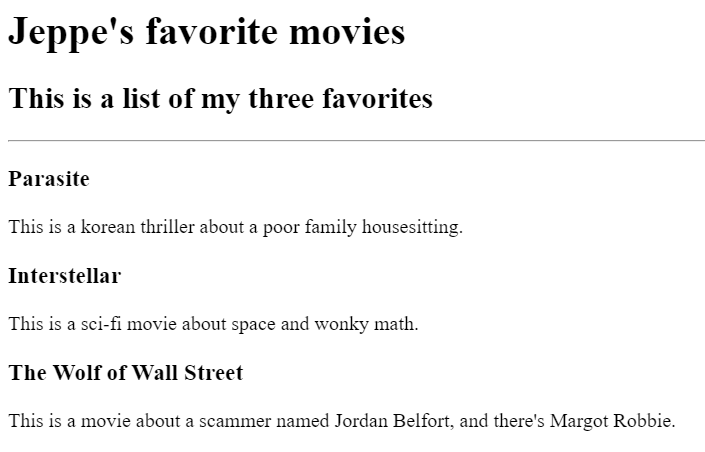 Jeppe's favorite movies
This is a list of my three favorites
Parasite
This is a korean thriller about a poor family housesitting.
Interstellar
This is a sci-fi movie about space and wonky math.
The Wolf of Wall Street
This is a movie about a scammer named Jordan Belfort, and there's Margot Robbie.